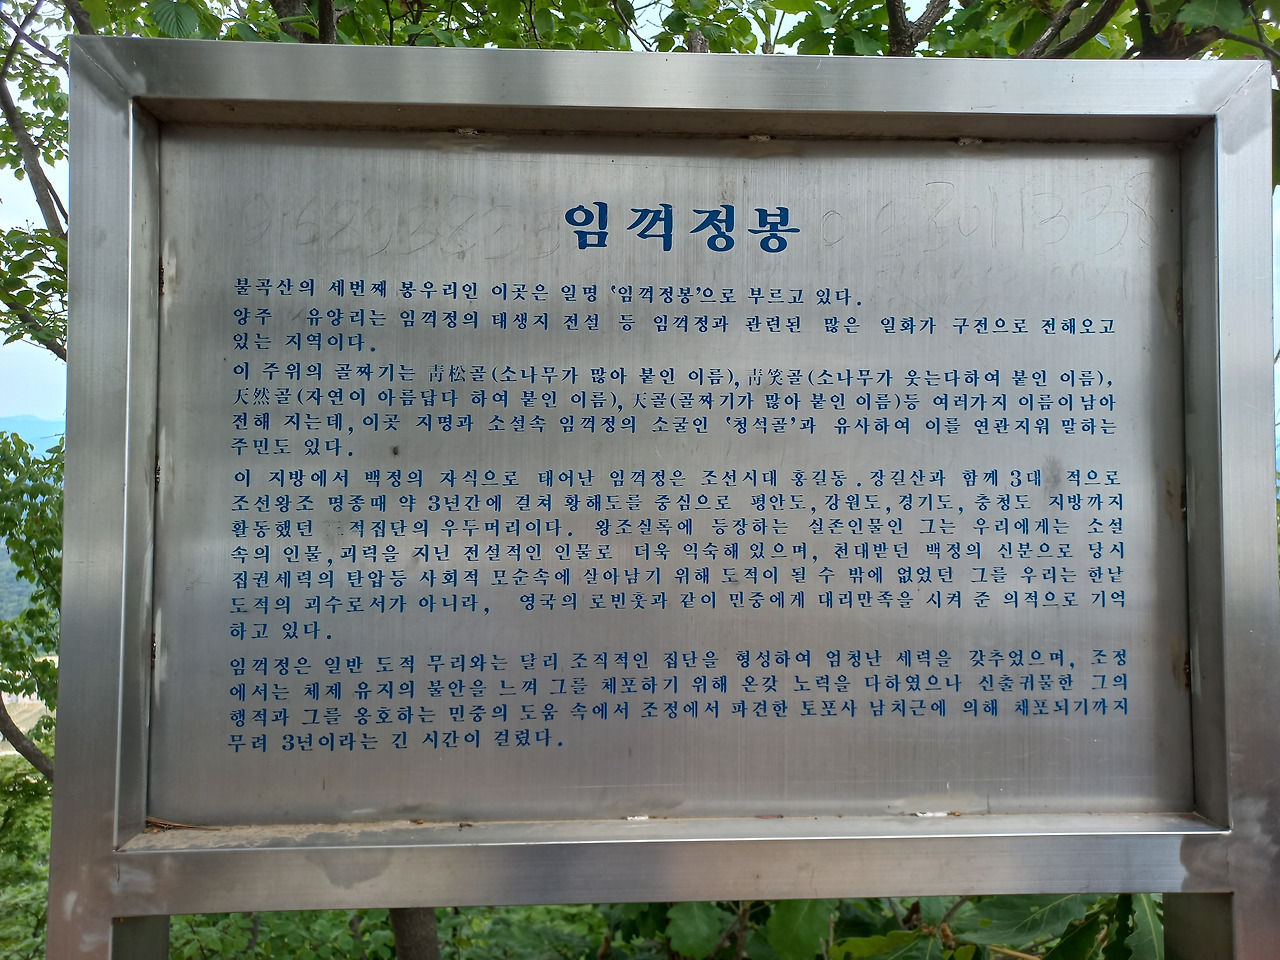 임꺽정봉
불곡산의 세번째 봉우리인 이곳은 일명 '임꺽정봉'으로 부르고 있다.
양주 유양리는 임꺽정의 태생지 전설 등 임꺽정과 관련된 많은 일화가 구전으로 전해오고
있는 지역이다.
이 주위의 골짜기는 靑松골(소나무가 많아 붙인 이름), 靑笑골(소나무가 웃는다하여 붙인 이름),
天然골(자연이 아름답다 하여 붙인 이름), 大골(골짜기가 많아 붙인 이름)등 여러가지 이름이남아
전해 지는데, 이곳 지명과 소설속 임꺽정의 소굴인 '청석골'과 유사하여 이를 연관지워 말하는
주민도 있다.
이 지방에서 백정의 자식으로 태어난 임꺽정은 조선시대 홍길동.장길산과 함께 3대 적으로
조선왕조 명종때 약 3년간에 걸쳐 황해도를 중심으로 평안도, 강원도, 경기도, 충청도 지방까지
활동했던 적집단의 우두머리이다. 왕조실록에 등장하는 실존인물인 그는 우리에게는 소설
속의 인물, 괴력을 지닌 전설적인 인물로 더욱 익숙해 있으며, 천대받던 백정의 신분으로 당시
집권세력의 탄압등 사회적 모순속에 살아남기 위해 도적이 될 수 밖에 없었던 그를 우리는 한낱
도적의 괴수로서가 아니라, 영국의 로빈훗과 같이 민중에게 대리만족을 시켜 준 의적으로 기억
하고 있다.
임꺽정은 일반 도적 무리와는 달리 조직적인 집단을 형성하여 엄청난 세력을 갖추었으며, 조정
에서는 체제 유지의 불안을 느껴 그를 체포하기 위해 온갖 노력을 다하였으나 신출귀물한 그의
행적과 그를 옹호하는 민중의 도움 속에서 조정에서 파견한 토포사 남치근에 의해 채포되기까지
무려 3년이라는 긴 시간이 걸렸다.